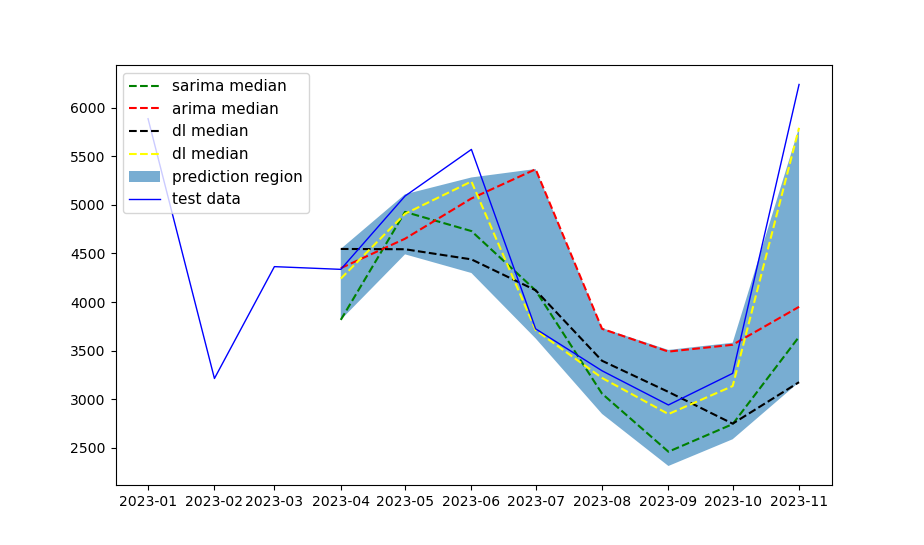 sarima median
arima median
dl median
dl median
prediction region
test data
6000
5500
5000
4500
4000
3500
3000
2500
2023-01 2023-02 2023-03 2023-04 2023-05 2023-06 2023-07 2023-08 2023-09 2023-10 2023-11